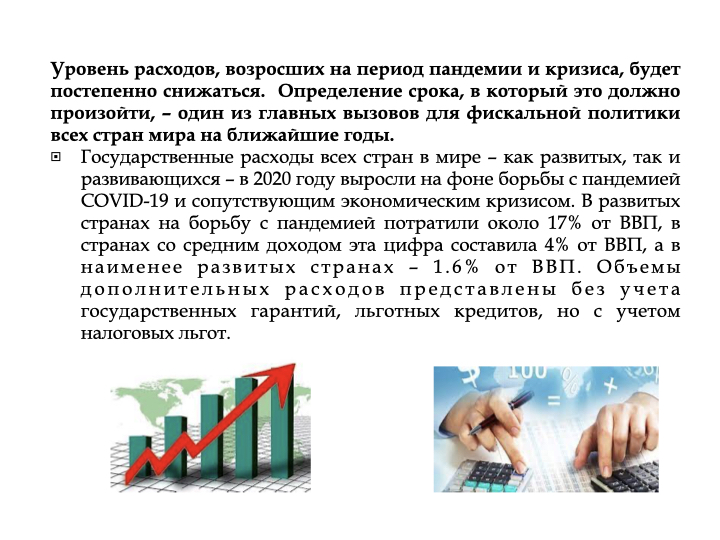 Уровень расходов, возросших на период пандемии и кризиса, будет
постепенно снижаться.  Определение срока, в который это должно
произойти, – один из главных вызовов для фискальной политики
всех стран мира на ближайшие годы.
Государственные расходы всех стран в мире – как развитых, так и
развивающихся – в 2020 году выросли на фоне борьбы с пандемией
COVID-19 и сопутствующим экономическим кризисом. В развитых
странах на борьбу с пандемией потратили около 17% от ВВП, в
странах со средним доходом эта цифра составила 4% от ВВП, а в
наименее развитых странах – 1.6% от ВВП. Объемы
дополнительных расходов представлены без учета
государственных гарантий, льготных кредитов, но с учетом
налоговых льгот.
$ 100 % = + ×